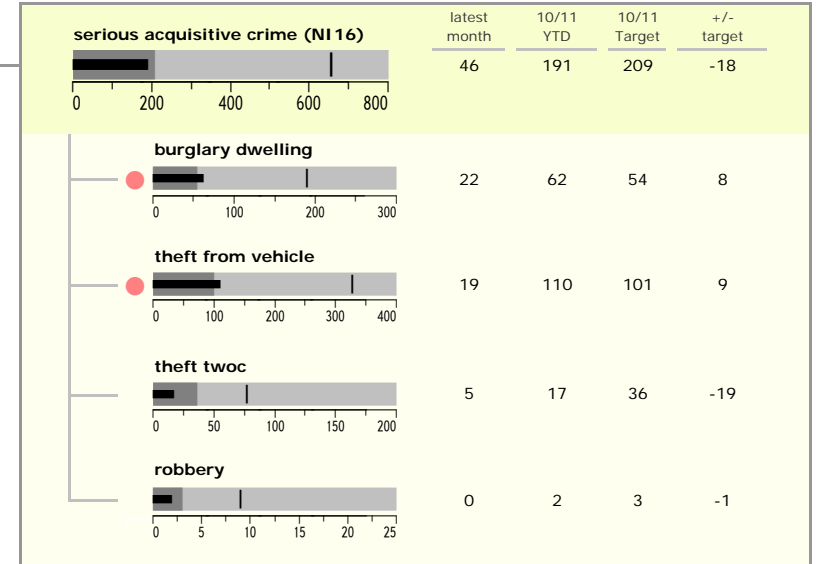 latest 10/11 10/11 +/-
serious acquisitive crime (NI16) month YTD Target target
46 191 209 -18
0 200 400 600 800
burglary dwelling
22 62 54 8
0 100 200 300
theft from vehicle
19 110 101 9
0 100 200 300 400
theft twoc
5 17 36 -19
0 50 100 150 200
robbery
0 2 3 -1
0 5 10 15 20 25